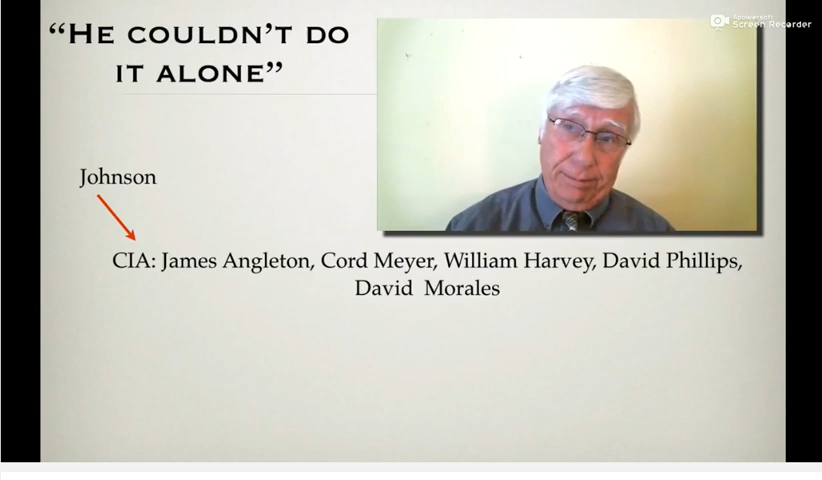 “HE COULDN’T DO
IT ALONE”
Apowersoft
Screen Recorder
Johnson
CIA: James Angleton, Cord Meyer, William Harvey, David Phillips,
David Morales